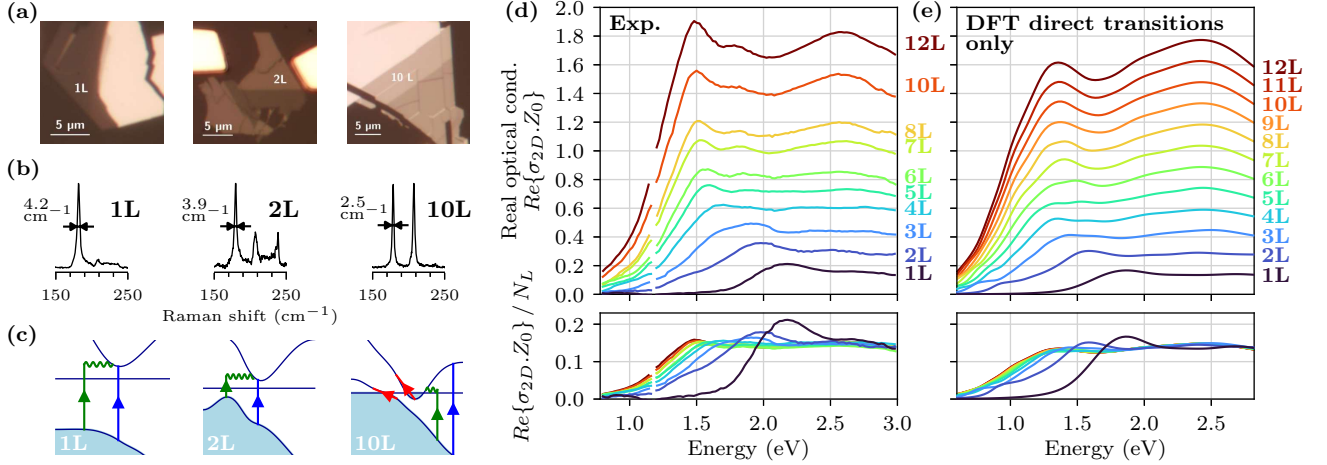 (a)
1L
5 µm
2L
5 µm
10 L
5 µm
(b)
4.2
cm⁻¹
1L
150
250
3.9
cm⁻¹
2L
150
250
2.5
cm⁻¹
10L
150
250
Raman shift (cm⁻¹)
(c)
1L
2L
10L
(d)
Exp.
Real optical cond.
Re{σ2D.Z0}
2.0
1.8
1.6
1.4
1.2
1.0
0.8
0.6
0.4
0.2
0.0
12L
10L
8L
7L
6L
5L
4L
3L
2L
1L
Re{σ2D.Z0} / NL
0.2
0.1
0.0
1.0
1.5
2.0
2.5
3.0
Energy (eV)
(e)
DFT direct transitions
only
12L
11L
10L
9L
8L
7L
6L
5L
4L
3L
2L
1L
1.0
1.5
2.0
2.5
Energy (eV)